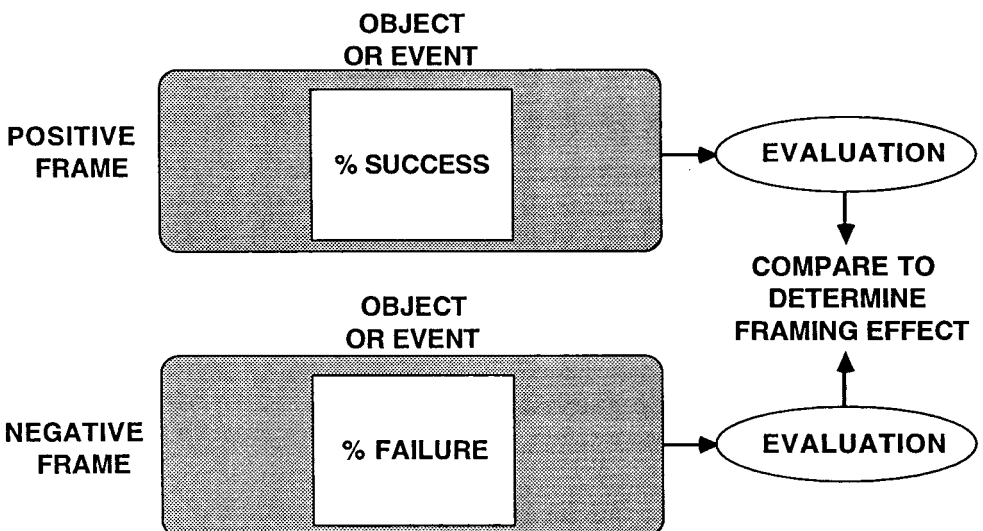 OBJECT
OR EVENT
POSITIVE
FRAME
% SUCCESS
EVALUATION
COMPARE TO
DETERMINE
FRAMING EFFECT
OBJECT
OR EVENT
NEGATIVE
FRAME
% FAILURE
EVALUATION